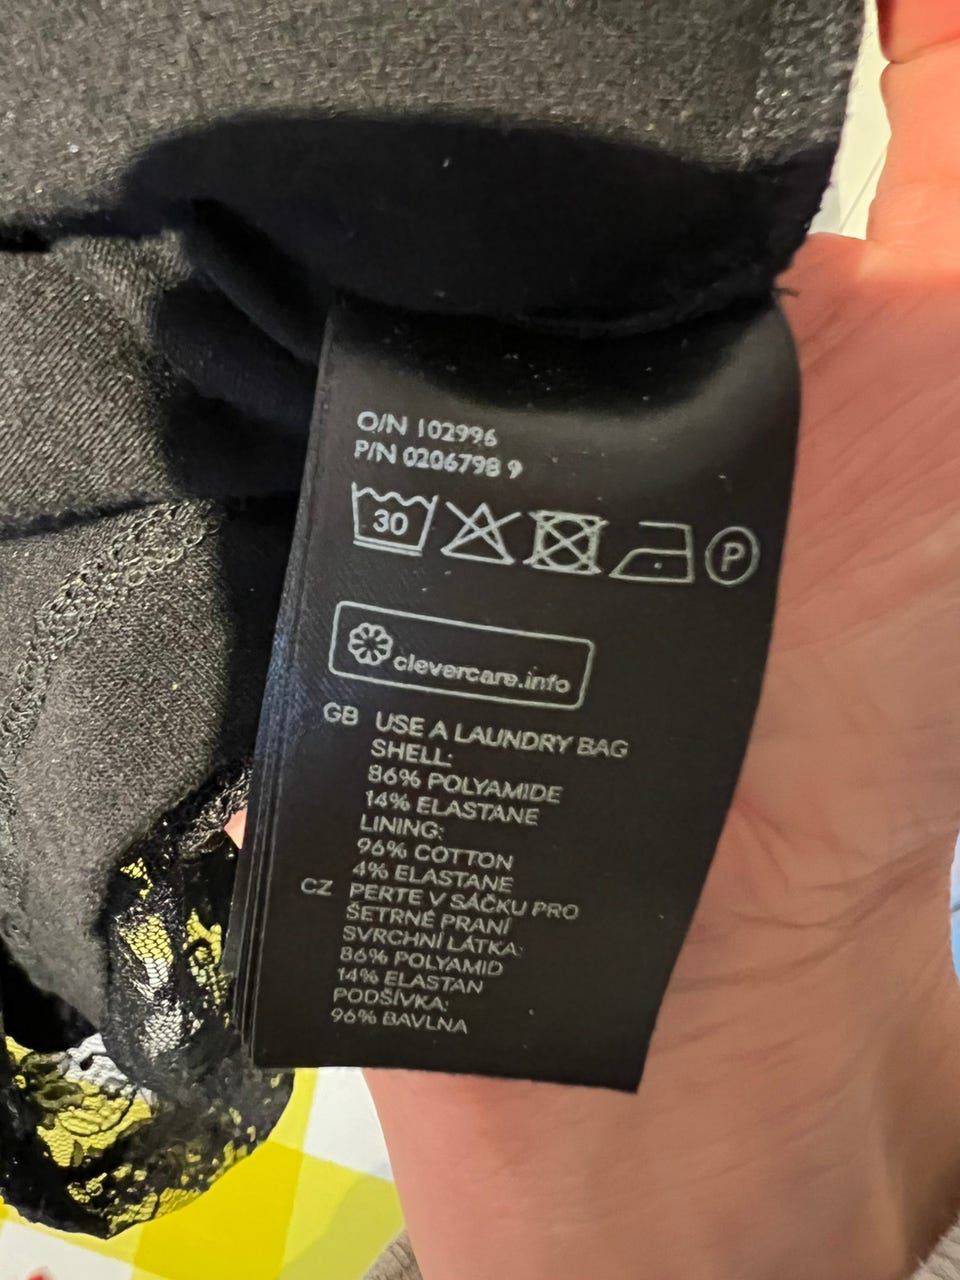 O/N 102996
P/N 0206798 9
30
P
clevercare.info
GB USE A LAUNDRY BAG
SHELL:
86% POLYAMIDE
14% ELASTANE
LINING:
96% COTTON
4% ELASTANE
CZ PERTE V SÁČKU PRO
ŠETRNÉ PRANÍ
SVRCHNÍ LÁTKA:
86% POLYAMID
14% ELASTAN
PODŠÍVKA:
96% BAVLNA